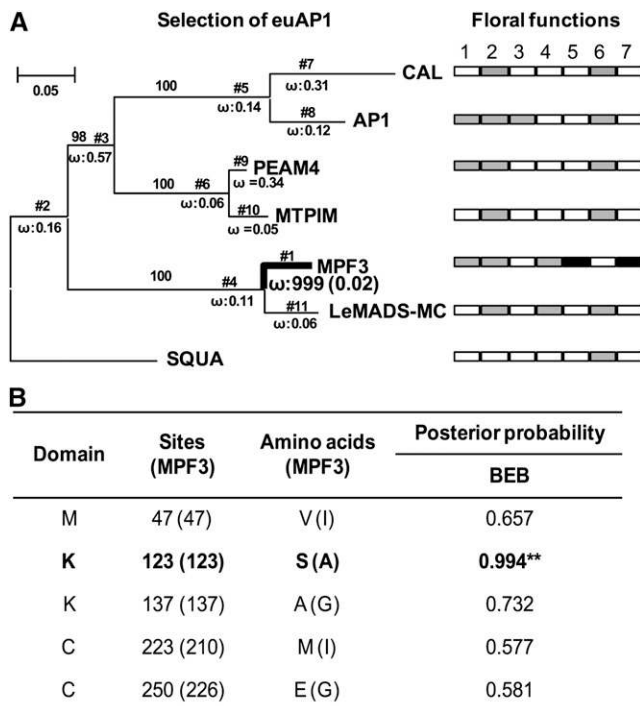 A
Selection of euAP1
Floral functions
1 2 3 4 5 6 7
0.05
#7
ω:0.31
CAL
100
#5
ω:0.14
#8
ω:0.12
AP1
98 #3
ω:0.57
#9
ω =0.34
PEAM4
100
#6
ω:0.06
#10
ω =0.05
MTPIM
#2
ω:0.16
#1
MPF3
ω:999 (0.02)
100
#4
ω:0.11
#11
ω:0.06
LeMADS-MC
SQUA
B
Domain Sites (MPF3) Amino acids (MPF3) Posterior probability
BEB
M 47 (47) V (I) 0.657
K 123 (123) S (A) 0.994**
K 137 (137) A (G) 0.732
C 223 (210) M (I) 0.577
C 250 (226) E (G) 0.581